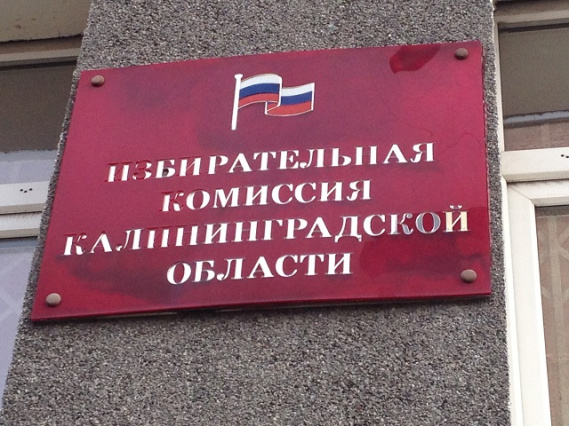 ИЗБИРАТЕЛЬНАЯ
КОМИССИЯ
КАЛИНИНГРАДСКОЙ
ОБЛАСТИ